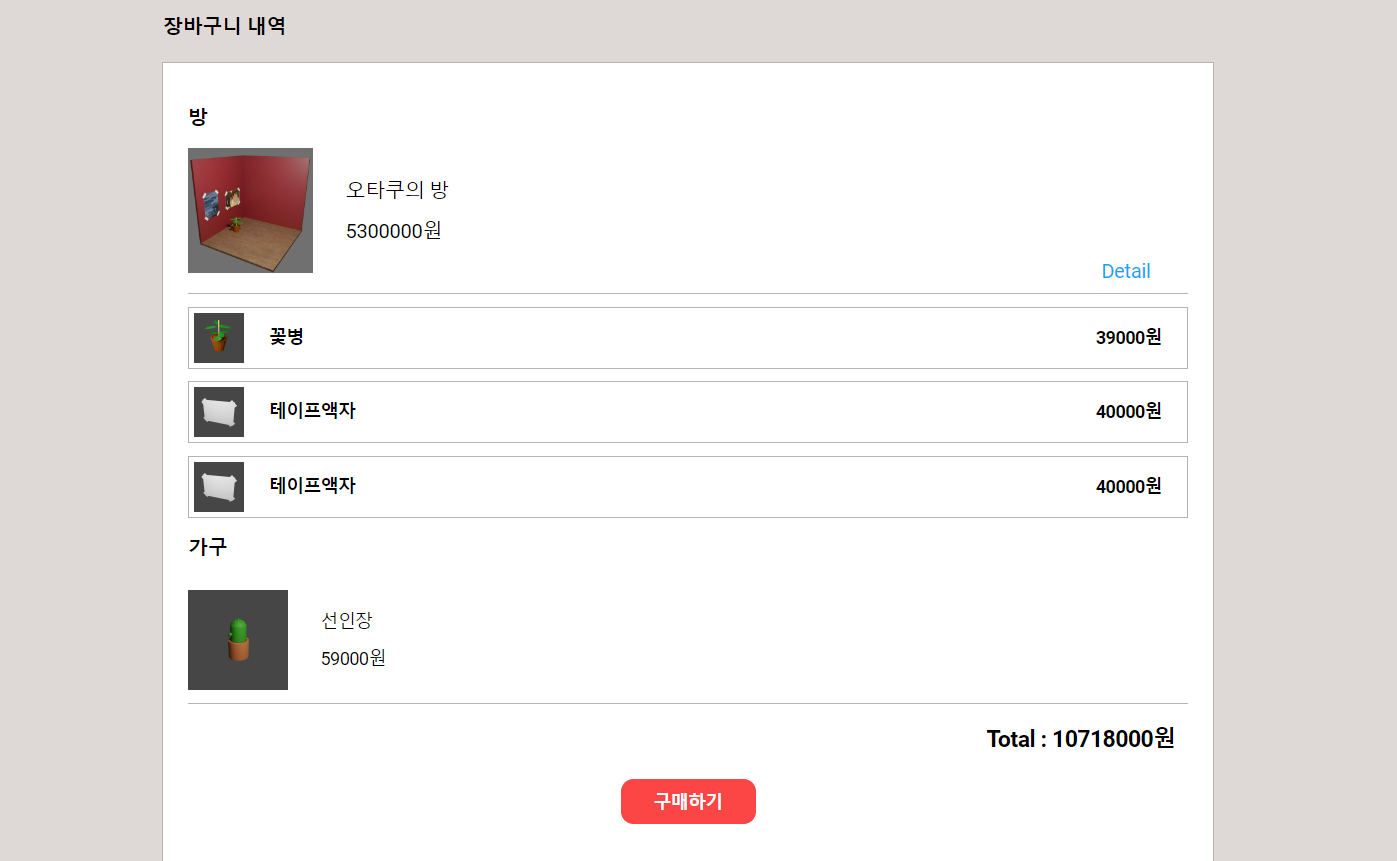 장바구니 내역
방
오타쿠의 방
5300000원
Detail
꽃병 39000원
테이프액자 40000원
테이프액자 40000원
가구
선인장
59000원
Total : 10718000원
구매하기